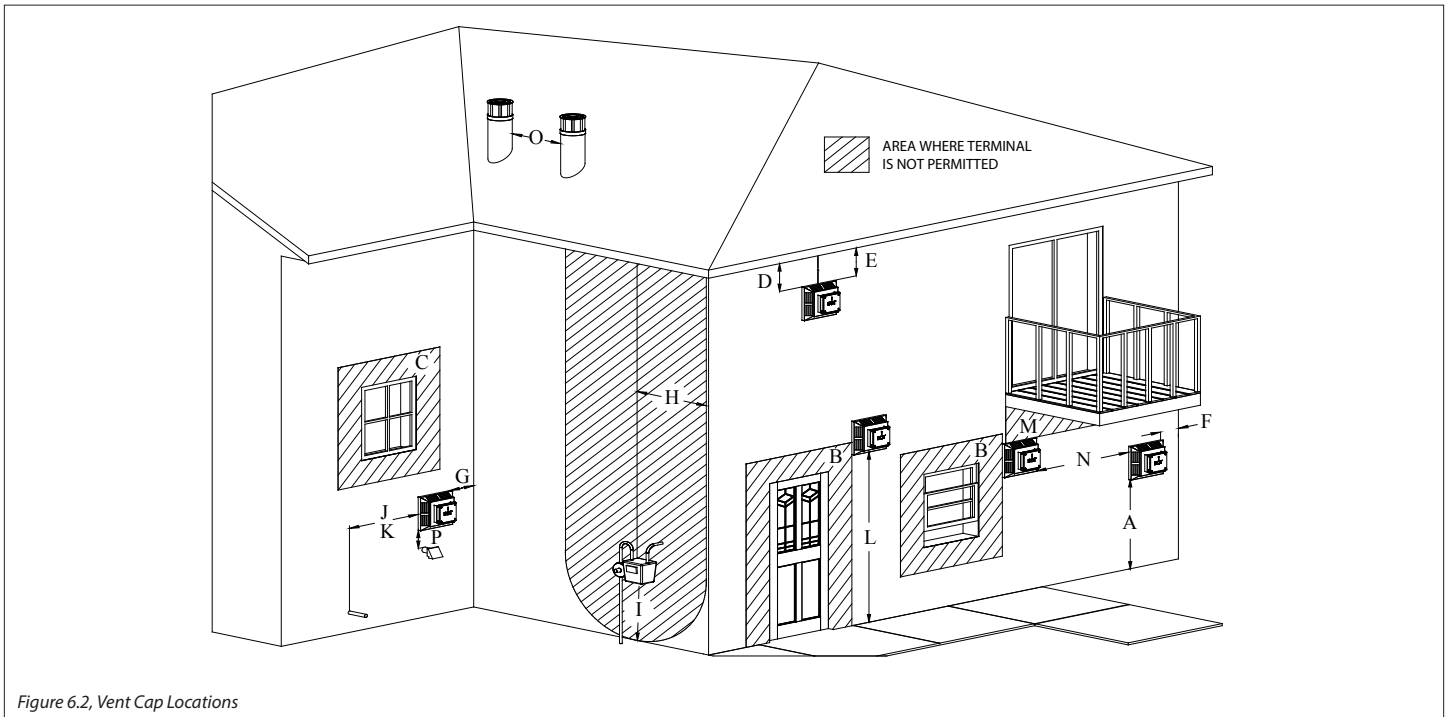 O
AREA WHERE TERMINAL
IS NOT PERMITTED
D
E
C
H
F
M
B
B
N
G
J
K
P
L
A
I
Figure 6.2, Vent Cap Locations